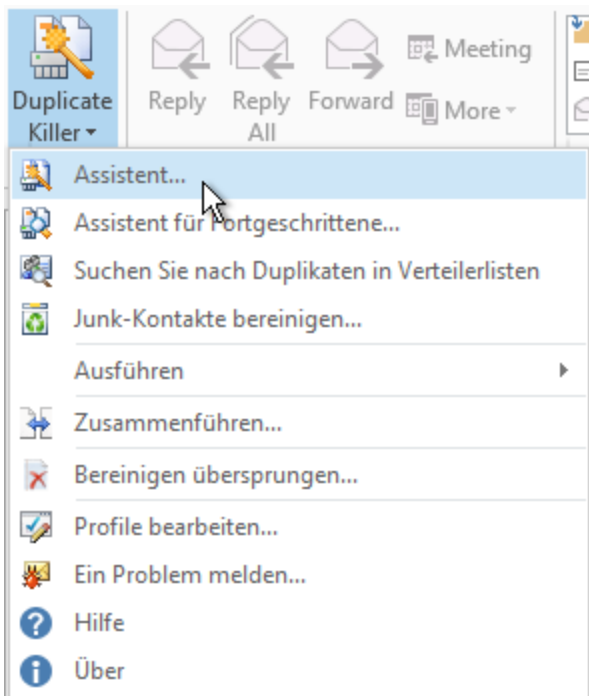 Duplicate
Killer
Reply
Reply
All
Forward
Meeting
More
Assistent...
Assistent für Fortgeschrittene...
Suchen Sie nach Duplikaten in Verteilerlisten
Junk-Kontakte bereinigen...
Ausführen
Zusammenführen...
Bereinigen übersprungen...
Profile bearbeiten...
Ein Problem melden...
Hilfe
Über